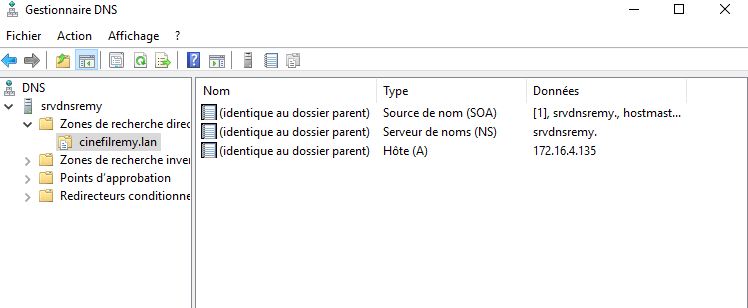 Gestionnaire DNS
Fichier Action Affichage ?
DNS
srvdnsremy
Zones de recherche direc
cinefilremy.lan
Zones de recherche inver
Points d'approbation
Redirecteurs conditionne
Nom Type Données
(identique au dossier parent) Source de nom (SOA) [1], srvdnsremy., hostmast...
(identique au dossier parent) Serveur de noms (NS) srvdnsremy.
(identique au dossier parent) Hôte (A) 172.16.4.135